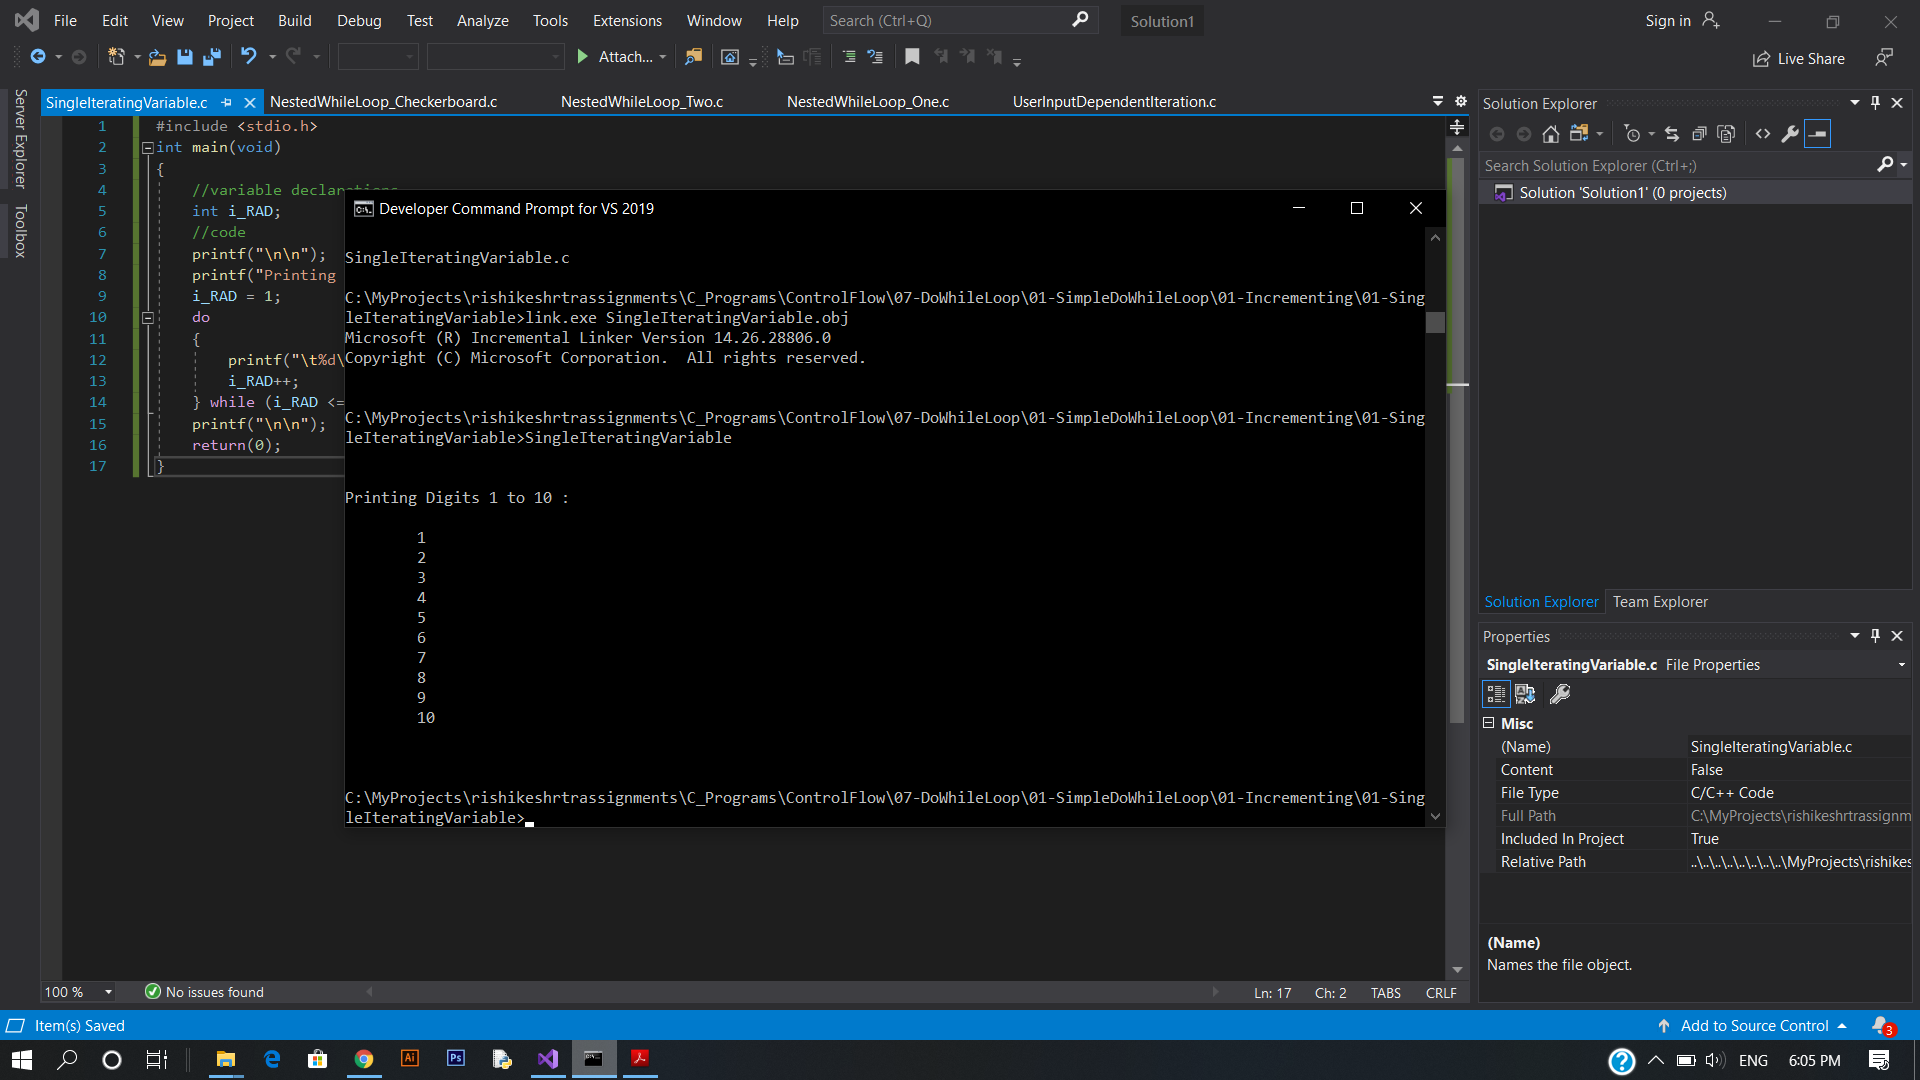 File Edit View Project Build Debug Test Analyze Tools Extensions Window Help Search (Ctrl+Q) Solution1 Sign in
Attach... Live Share
Server Explorer
Toolbox
SingleIteratingVariable.c NestedWhileLoop_Checkerboard.c NestedWhileLoop_Two.c NestedWhileLoop_One.c UserInputDependentIteration.c
1 #include <stdio.h>
2 int main(void)
3 {
4 //variable declarations
5 int i_RAD;
6 //code
7 printf("\n\n");
8 printf("Printing
9 i_RAD = 1;
10 do
11 {
12 printf("\t%d\
13 i_RAD++;
14 } while (i_RAD <=
15 printf("\n\n");
16 return(0);
17 }
Developer Command Prompt for VS 2019
SingleIteratingVariable.c
C:\MyProjects\rishikeshrtrassignments\C_Programs\ControlFlow\07-DoWhileLoop\01-SimpleDoWhileLoop\01-Incrementing\01-Sing
leIteratingVariable>link.exe SingleIteratingVariable.obj
Microsoft (R) Incremental Linker Version 14.26.28806.0
Copyright (C) Microsoft Corporation.  All rights reserved.
C:\MyProjects\rishikeshrtrassignments\C_Programs\ControlFlow\07-DoWhileLoop\01-SimpleDoWhileLoop\01-Incrementing\01-Sing
leIteratingVariable>SingleIteratingVariable
Printing Digits 1 to 10 :
1
2
3
4
5
6
7
8
9
10
C:\MyProjects\rishikeshrtrassignments\C_Programs\ControlFlow\07-DoWhileLoop\01-SimpleDoWhileLoop\01-Incrementing\01-Sing
leIteratingVariable>
100 % No issues found Ln: 17 Ch: 2 TABS CRLF
Solution Explorer
Search Solution Explorer (Ctrl+;)
Solution 'Solution1' (0 projects)
Solution Explorer Team Explorer
Properties
SingleIteratingVariable.c File Properties
Misc
(Name) SingleIteratingVariable.c
Content False
File Type C/C++ Code
Full Path C:\MyProjects\rishikeshrtrassignm
Included In Project True
Relative Path ..\..\..\..\..\..\..\..\MyProjects\rishikes
(Name)
Names the file object.
Item(s) Saved Add to Source Control 3
Ai Ps ENG 6:05 PM